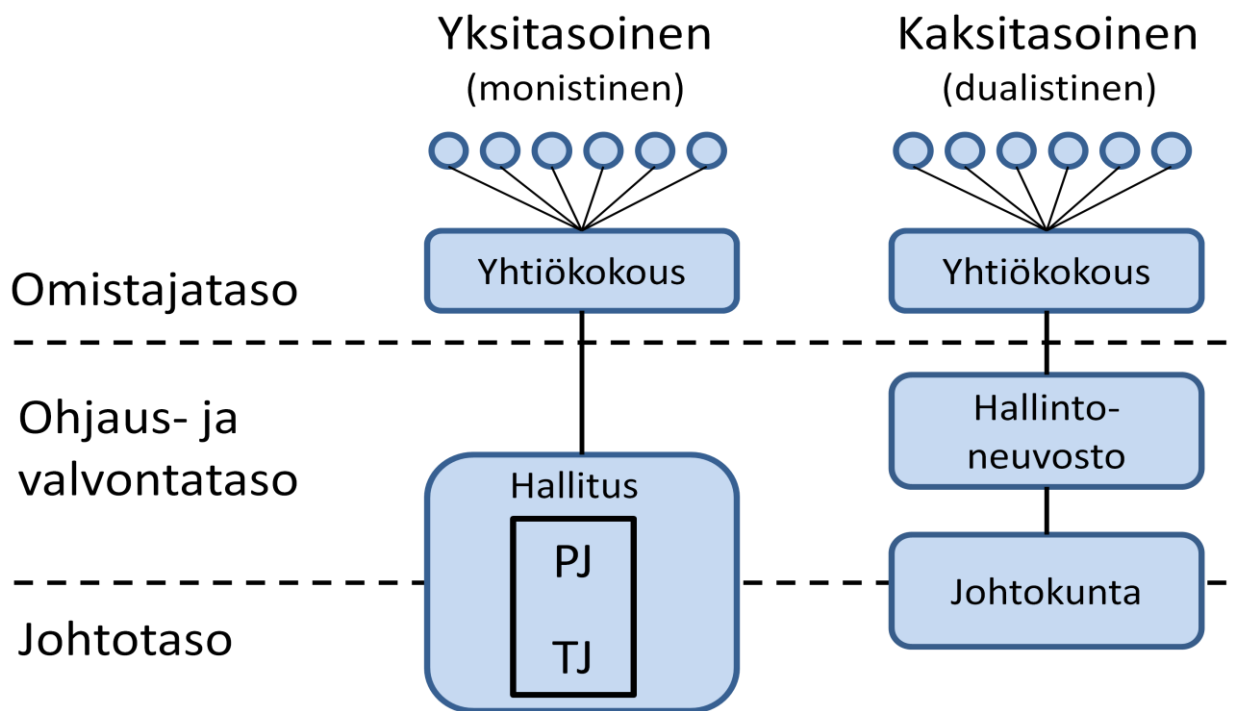 Yksitasoinen
(monistinen)
Kaksitasoinen
(dualistinen)
Omistajataso
Yhtiökokous
Yhtiökokous
Ohjaus- ja
valvontataso
Hallinto-
neuvosto
Hallitus
PJ
TJ
Johtokunta
Johtotaso